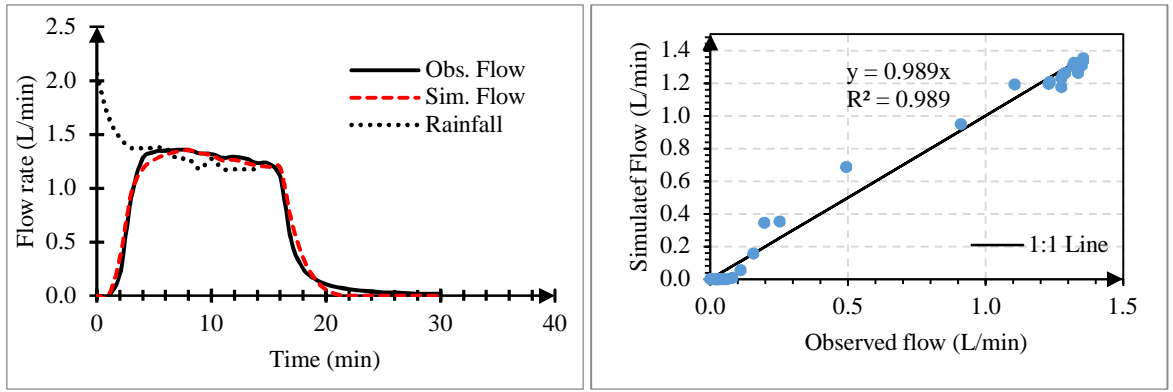 2.5
2.0
1.5
1.0
0.5
0.0
Flow rate (L/min)
Obs. Flow
Sim. Flow
Rainfall
0
10
20
30
40
Time (min)
1.4
1.2
1.0
0.8
0.6
0.4
0.2
0.0
Simulatef Flow (L/min)
y = 0.989x
R² = 0.989
1:1 Line
0.0
0.5
1.0
1.5
Observed flow (L/min)